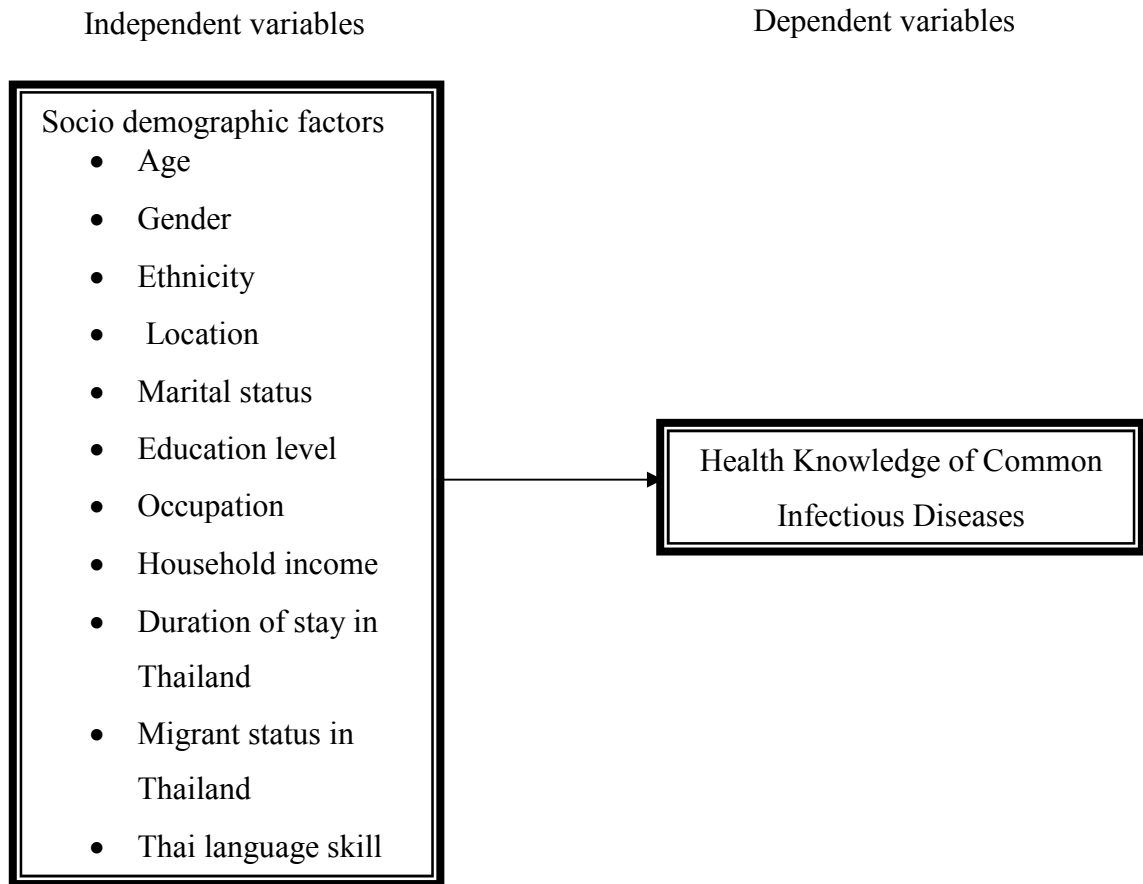 Independent variables
Dependent variables
Socio demographic factors
• Age
• Gender
• Ethnicity
• Location
• Marital status
• Education level
• Occupation
• Household income
• Duration of stay in
Thailand
• Migrant status in
Thailand
• Thai language skill
Health Knowledge of Common
Infectious Diseases